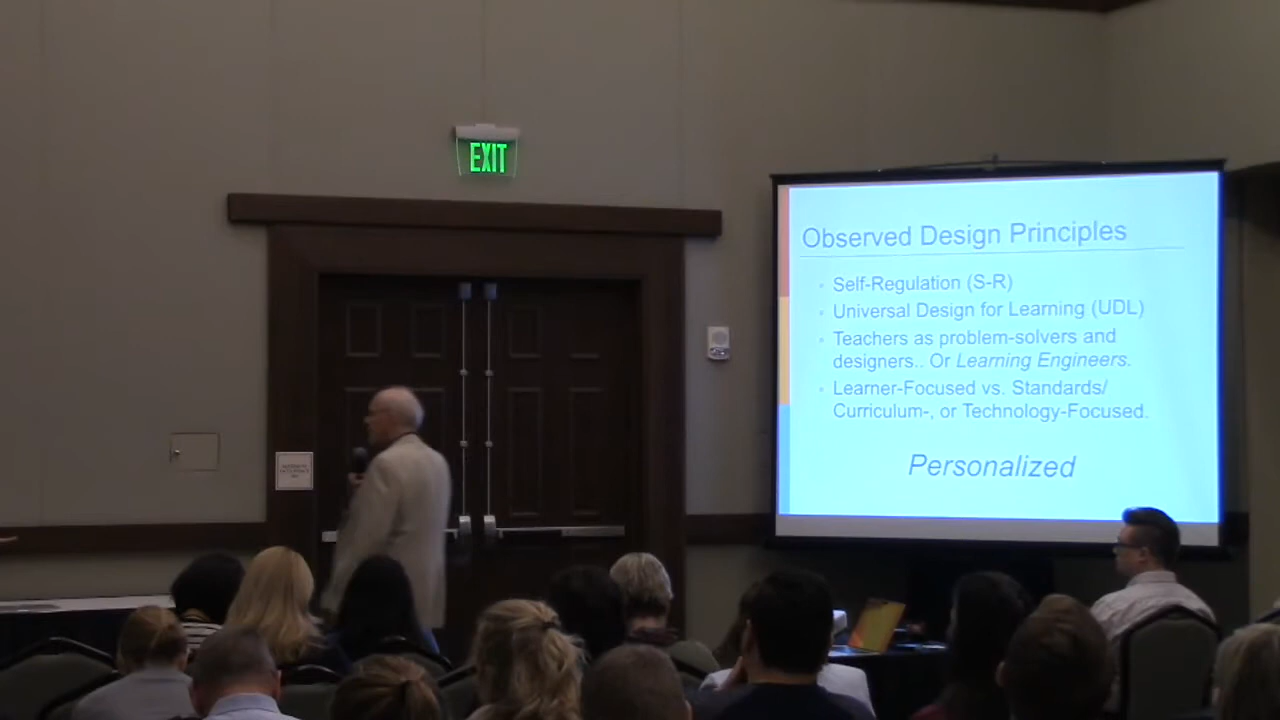 EXIT
Observed Design Principles
Self-Regulation (S-R)
Universal Design for Learning (UDL)
Teachers as problem-solvers and
designers.. Or Learning Engineers.
Learner-Focused vs. Standards/
Curriculum-, or Technology-Focused.
Personalized